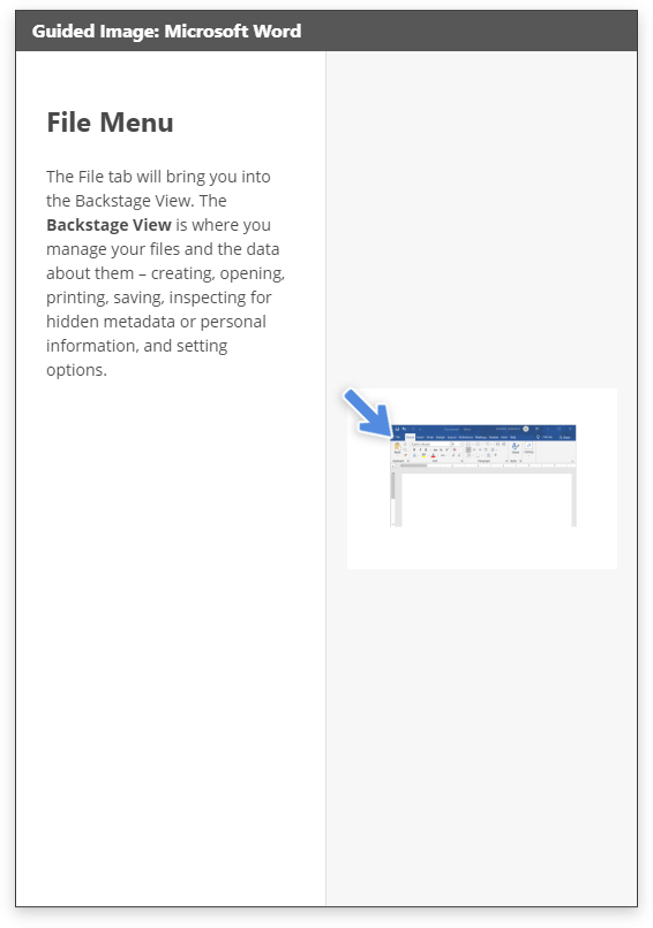 Guided Image: Microsoft Word
File Menu
The File tab will bring you into
the Backstage View. The
Backstage View is where you
manage your files and the data
about them – creating, opening,
printing, saving, inspecting for
hidden metadata or personal
information, and setting
options.